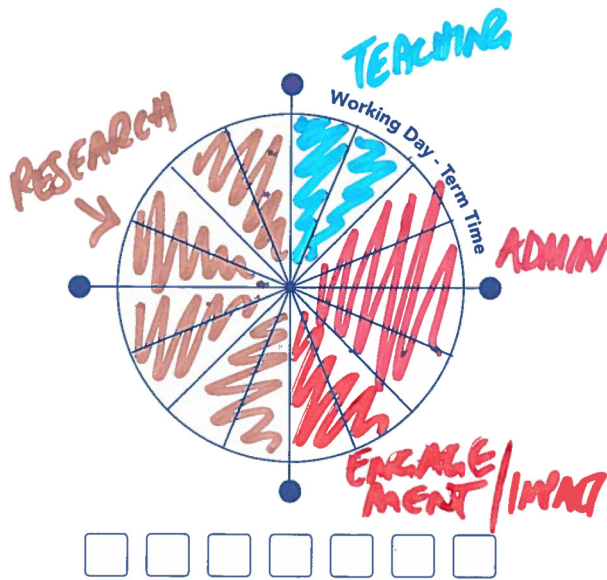 TEACHING
Working Day - Term Time
RESEARCH
ADMIN
ENGAGE
MENT/IMPACT